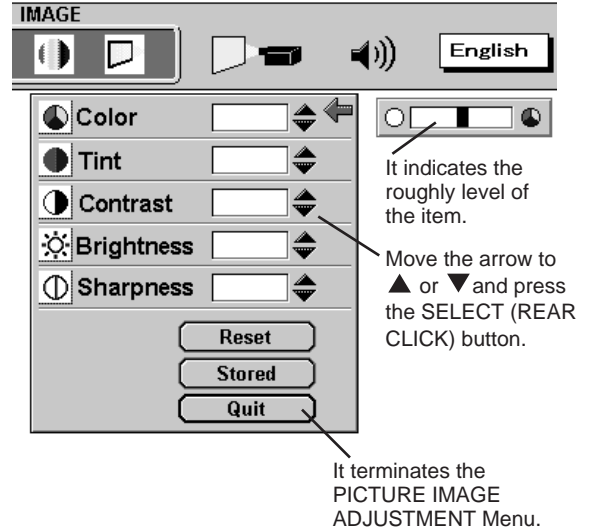 IMAGE
English
Color
Tint
Contrast
Brightness
Sharpness
Reset
Stored
Quit
It indicates the
roughly level of
the item.
Move the arrow to
▲ or ▼ and press
the SELECT (REAR
CLICK) button.
It terminates the
PICTURE IMAGE
ADJUSTMENT Menu.